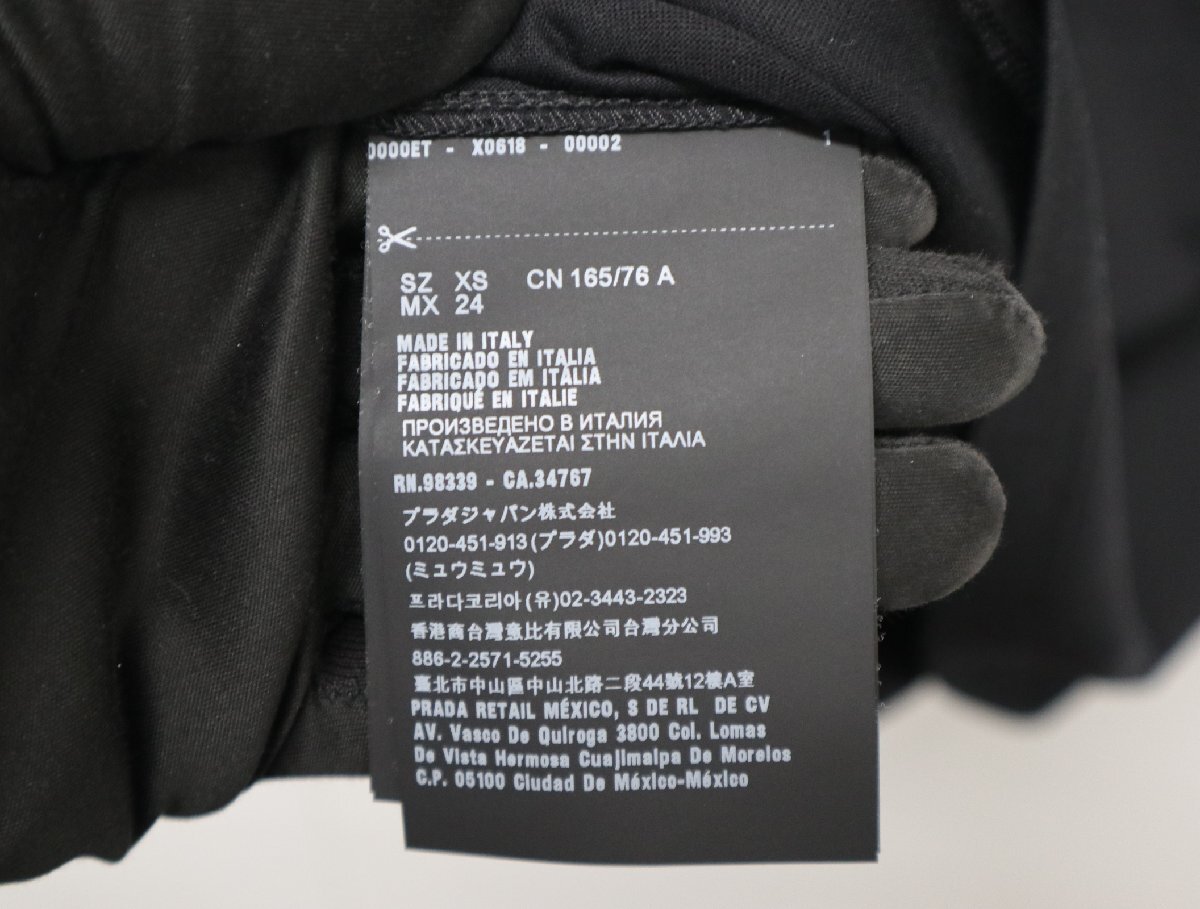 0000ET - X0618 - 00002 1
SZ XS CN 165/76 A
MX 24
MADE IN ITALY
FABRICADO EN ITALIA
FABRICADO EM ITÁLIA
FABRIQUÉ EN ITALIE
ПРОИЗВЕДЕНО В ИТАЛИЯ
ΚΑΤΑΣΚΕΥΑΖΕΤΑΙ ΣΤΗΝ ΙΤΑΛΙΑ
RN.98339 - CA.34767
プラダジャパン株式会社
0120-451-913(プラダ)0120-451-993
(ミュウミュウ)
프라다코리아(유)02-3443-2323
香港商台灣意比有限公司台灣分公司
886-2-2571-5255
臺北市中山區中山北路二段44號12樓A室
PRADA RETAIL MÉXICO, S DE RL DE CV
AV. Vasco De Quiroga 3800 Col. Lomas
De Vista Hermosa Cuajimalpa De Morelos
C.P. 05100 Ciudad De México-México